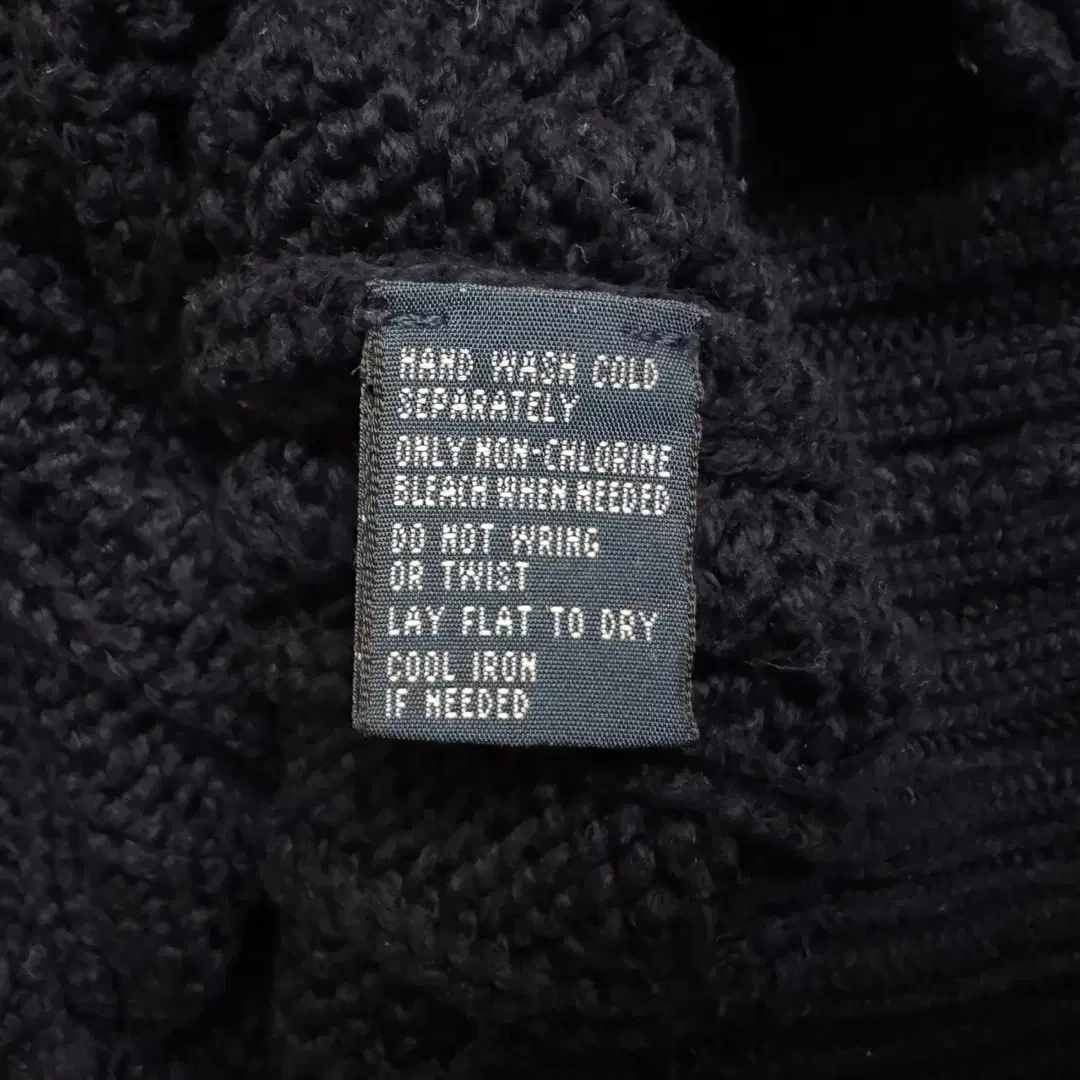 HAND WASH COLD
SEPARATELY
ONLY NON-CHLORINE
BLEACH WHEN NEEDED
DO NOT WRING
OR TWIST
LAY FLAT TO DRY
COOL IRON
IF NEEDED